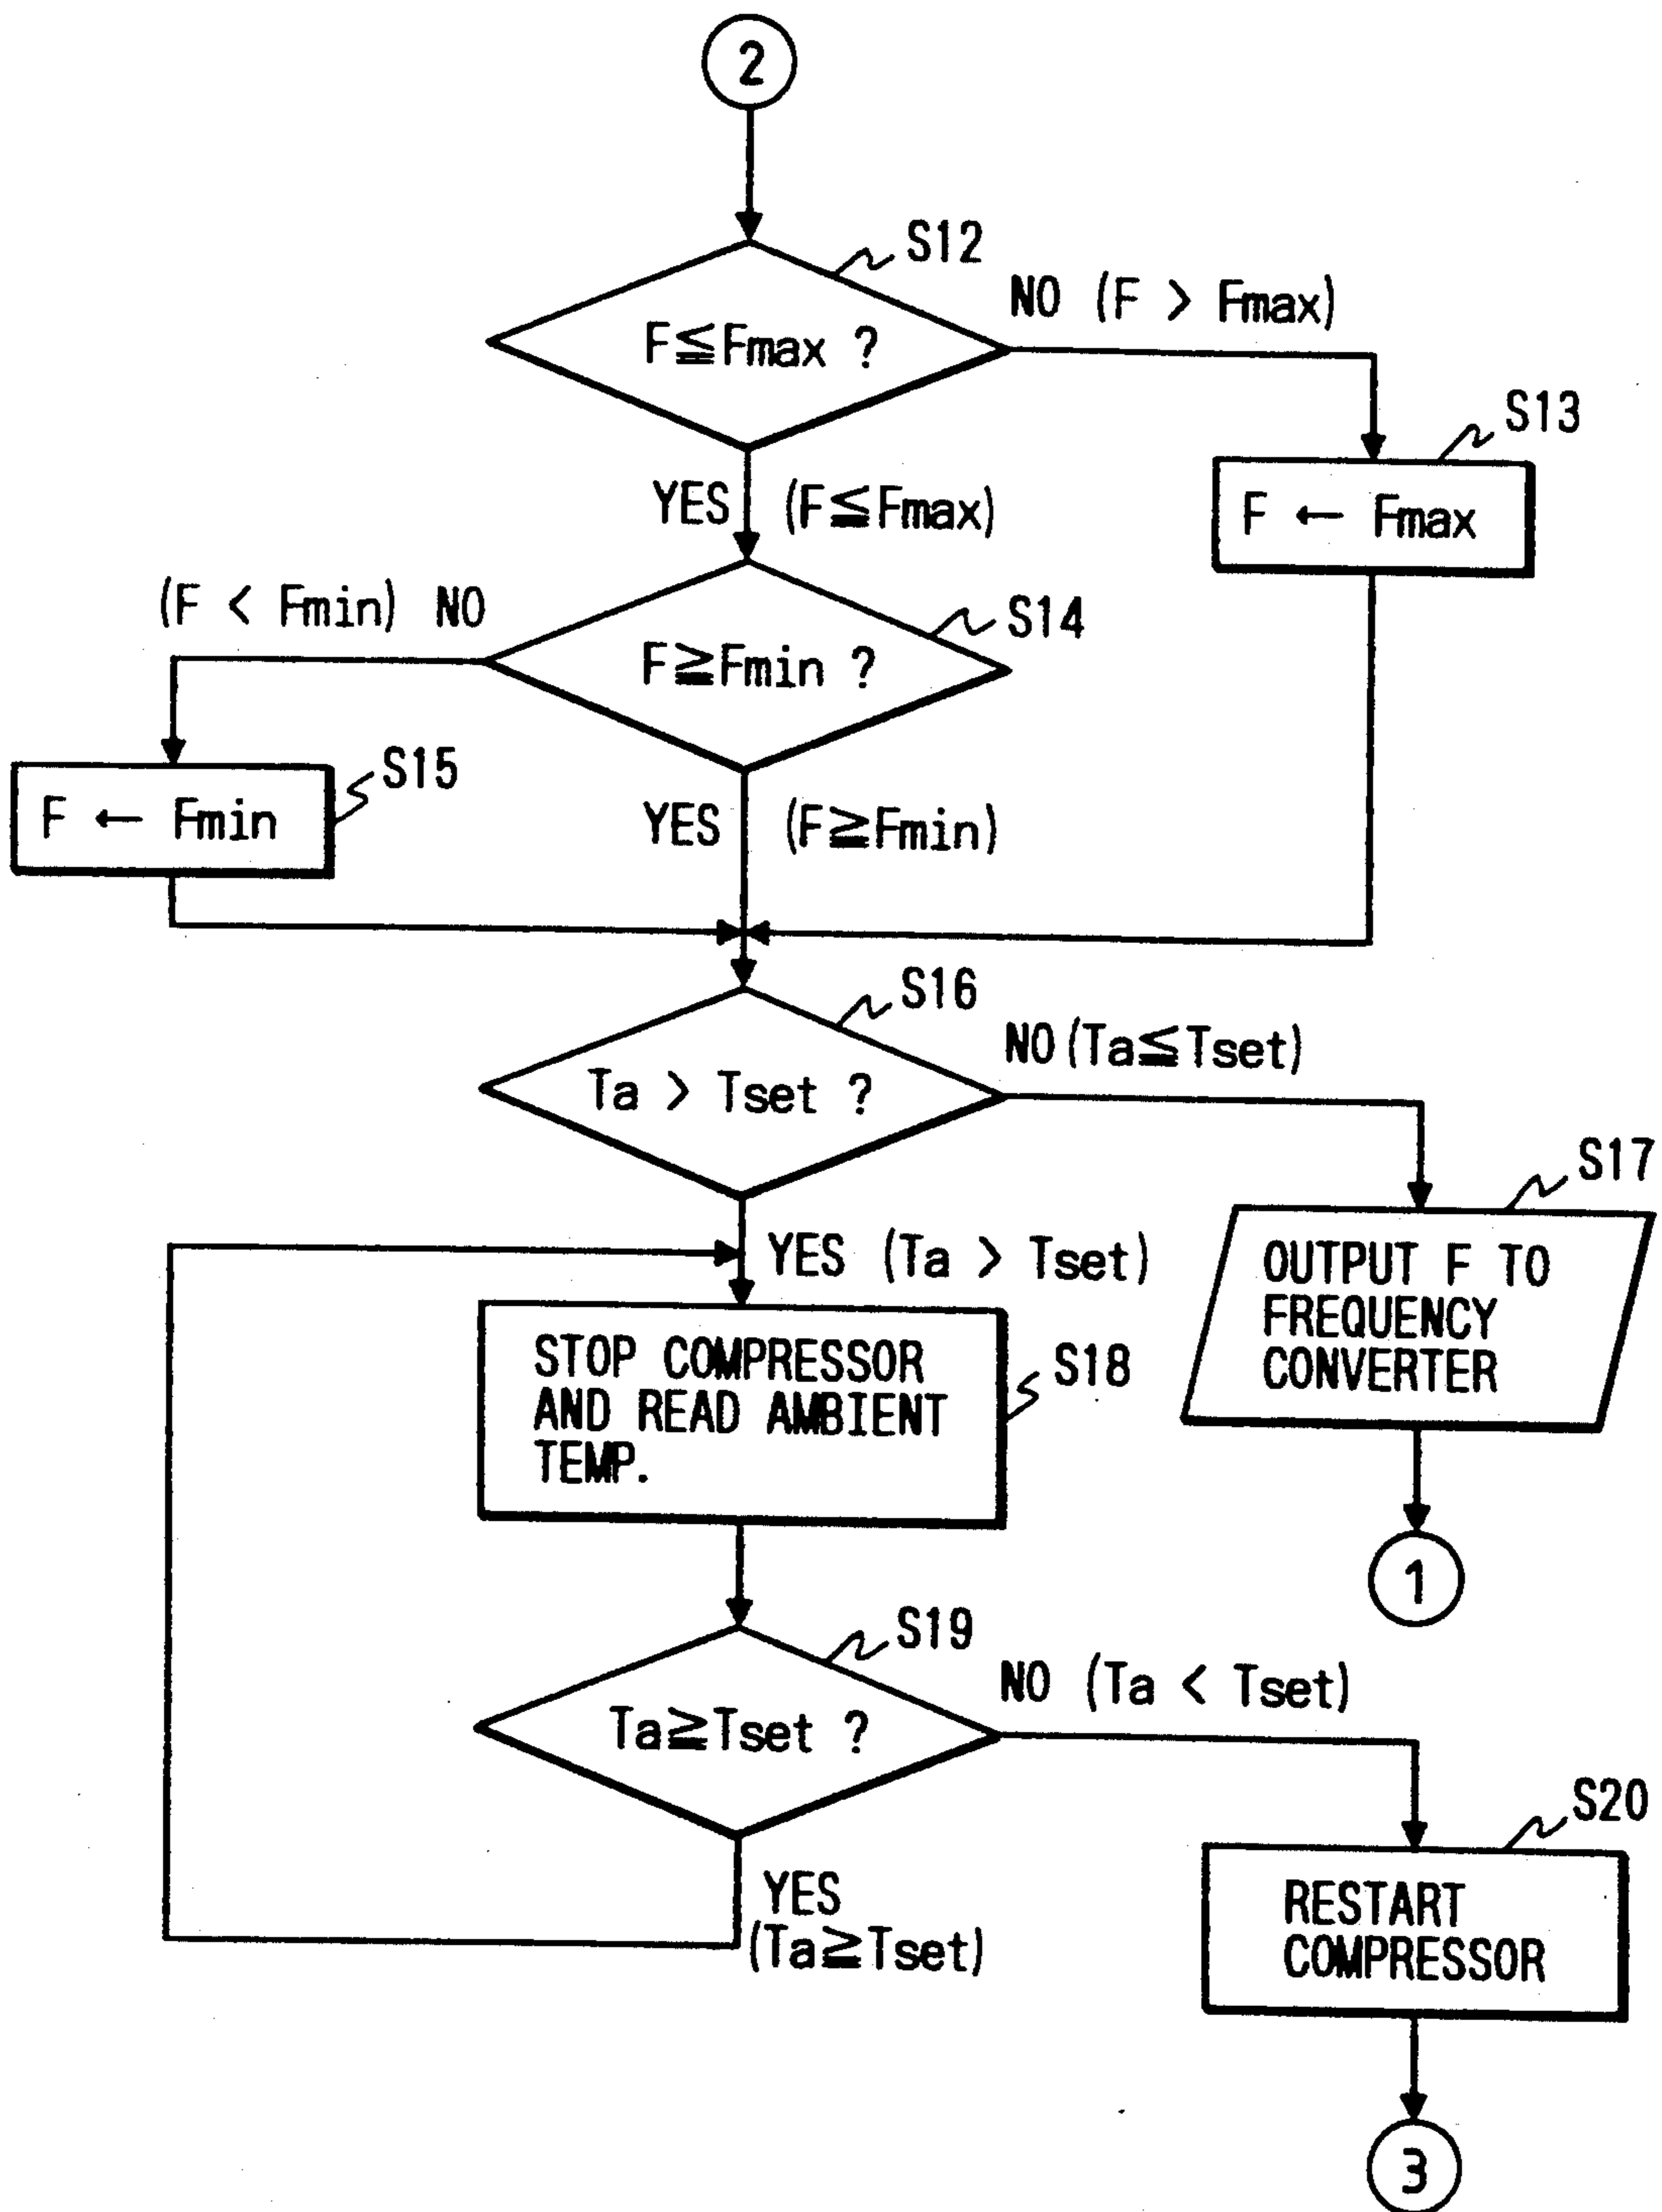 2
S12
NO (F > Fmax)
F≦Fmax ?
S13
F ← Fmax
YES (F≦Fmax)
(F < Fmin) NO
S14
F≧Fmin ?
S15
F ← Fmin
YES (F≧Fmin)
S16
NO (Ta≦Tset)
Ta > Tset ?
S17
YES (Ta > Tset)
OUTPUT F TO
FREQUENCY
CONVERTER
STOP COMPRESSOR
AND READ AMBIENT
TEMP.
S18
1
S19
NO (Ta < Tset)
Ta≧Tset ?
S20
YES
(Ta≧Tset)
RESTART
COMPRESSOR
3